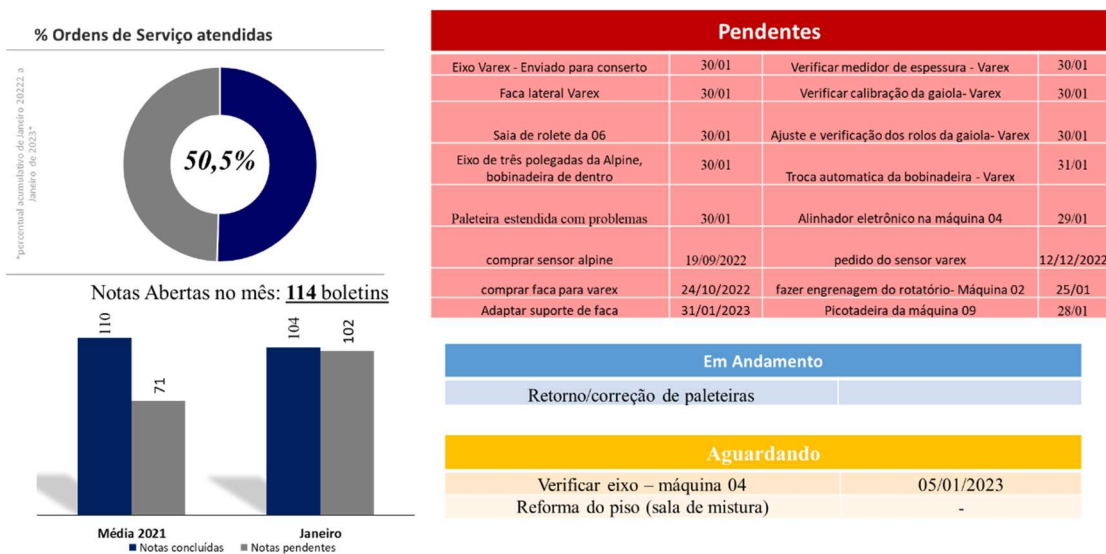 % Ordens de Serviço atendidas
*percentual acumulativo de Janeiro 20222 a
Janeiro de 2023*
50,5%
Notas Abertas no mês: 114 boletins
110
71
104
102
Média 2021
Janeiro
Notas concluídas
Notas pendentes
Pendentes
Eixo Varex - Enviado para conserto 30/01 Verificar medidor de espessura - Varex 30/01
Faca lateral Varex 30/01 Verificar calibração da gaiola- Varex 30/01
Saia de rolete da 06 30/01 Ajuste e verificação dos rolos da gaiola- Varex 30/01
Eixo de três polegadas da Alpine,
bobinadeira de dentro 30/01 Troca automatica da bobinadeira - Varex 31/01
Paleteira estendida com problemas 30/01 Alinhador eletrônico na máquina 04 29/01
comprar sensor alpine 19/09/2022 pedido do sensor varex 12/12/2022
comprar faca para varex 24/10/2022 fazer engrenagem do rotatório- Máquina 02 25/01
Adaptar suporte de faca 31/01/2023 Picotadeira da máquina 09 28/01
Em Andamento
Retorno/correção de paleteiras
Aguardando
Verificar eixo – máquina 04 05/01/2023
Reforma do piso (sala de mistura) -